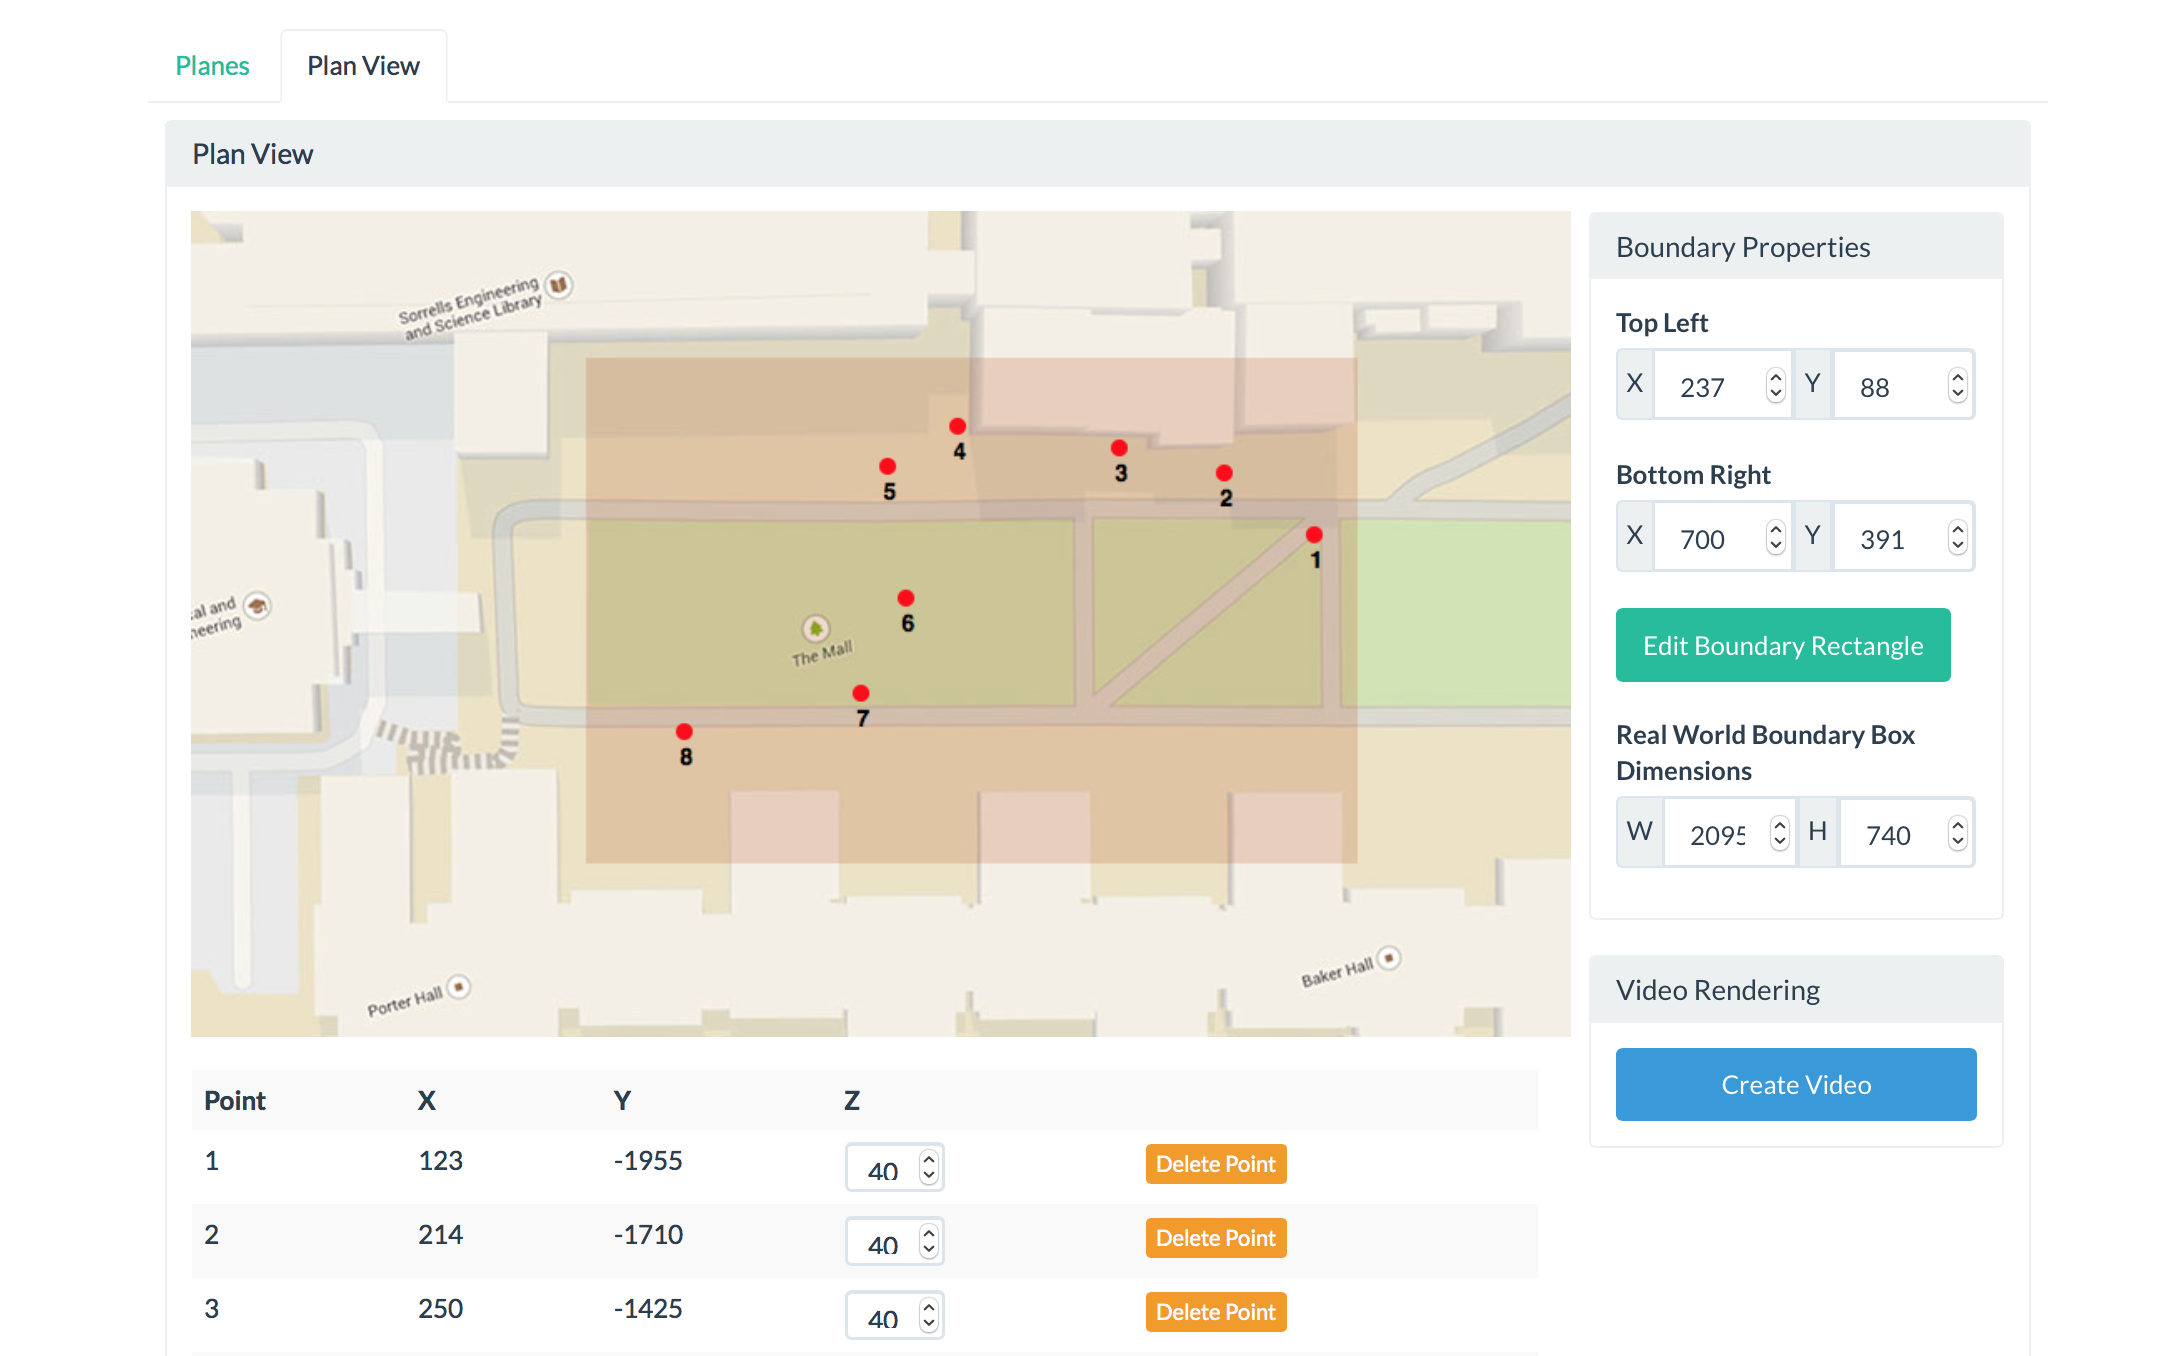 Planes
Plan View
Plan View
Sorrells Engineering
and Science Library
4
5
3
2
1
6
The Mall
7
8
al and
neering
Porter Hall
Baker Hall
Boundary Properties
Top Left
X 237 Y 88
Bottom Right
X 700 Y 391
Edit Boundary Rectangle
Real World Boundary Box
Dimensions
W 2095 H 740
Video Rendering
Create Video
Point X Y Z
1 123 -1955 40 Delete Point
2 214 -1710 40 Delete Point
3 250 -1425 40 Delete Point